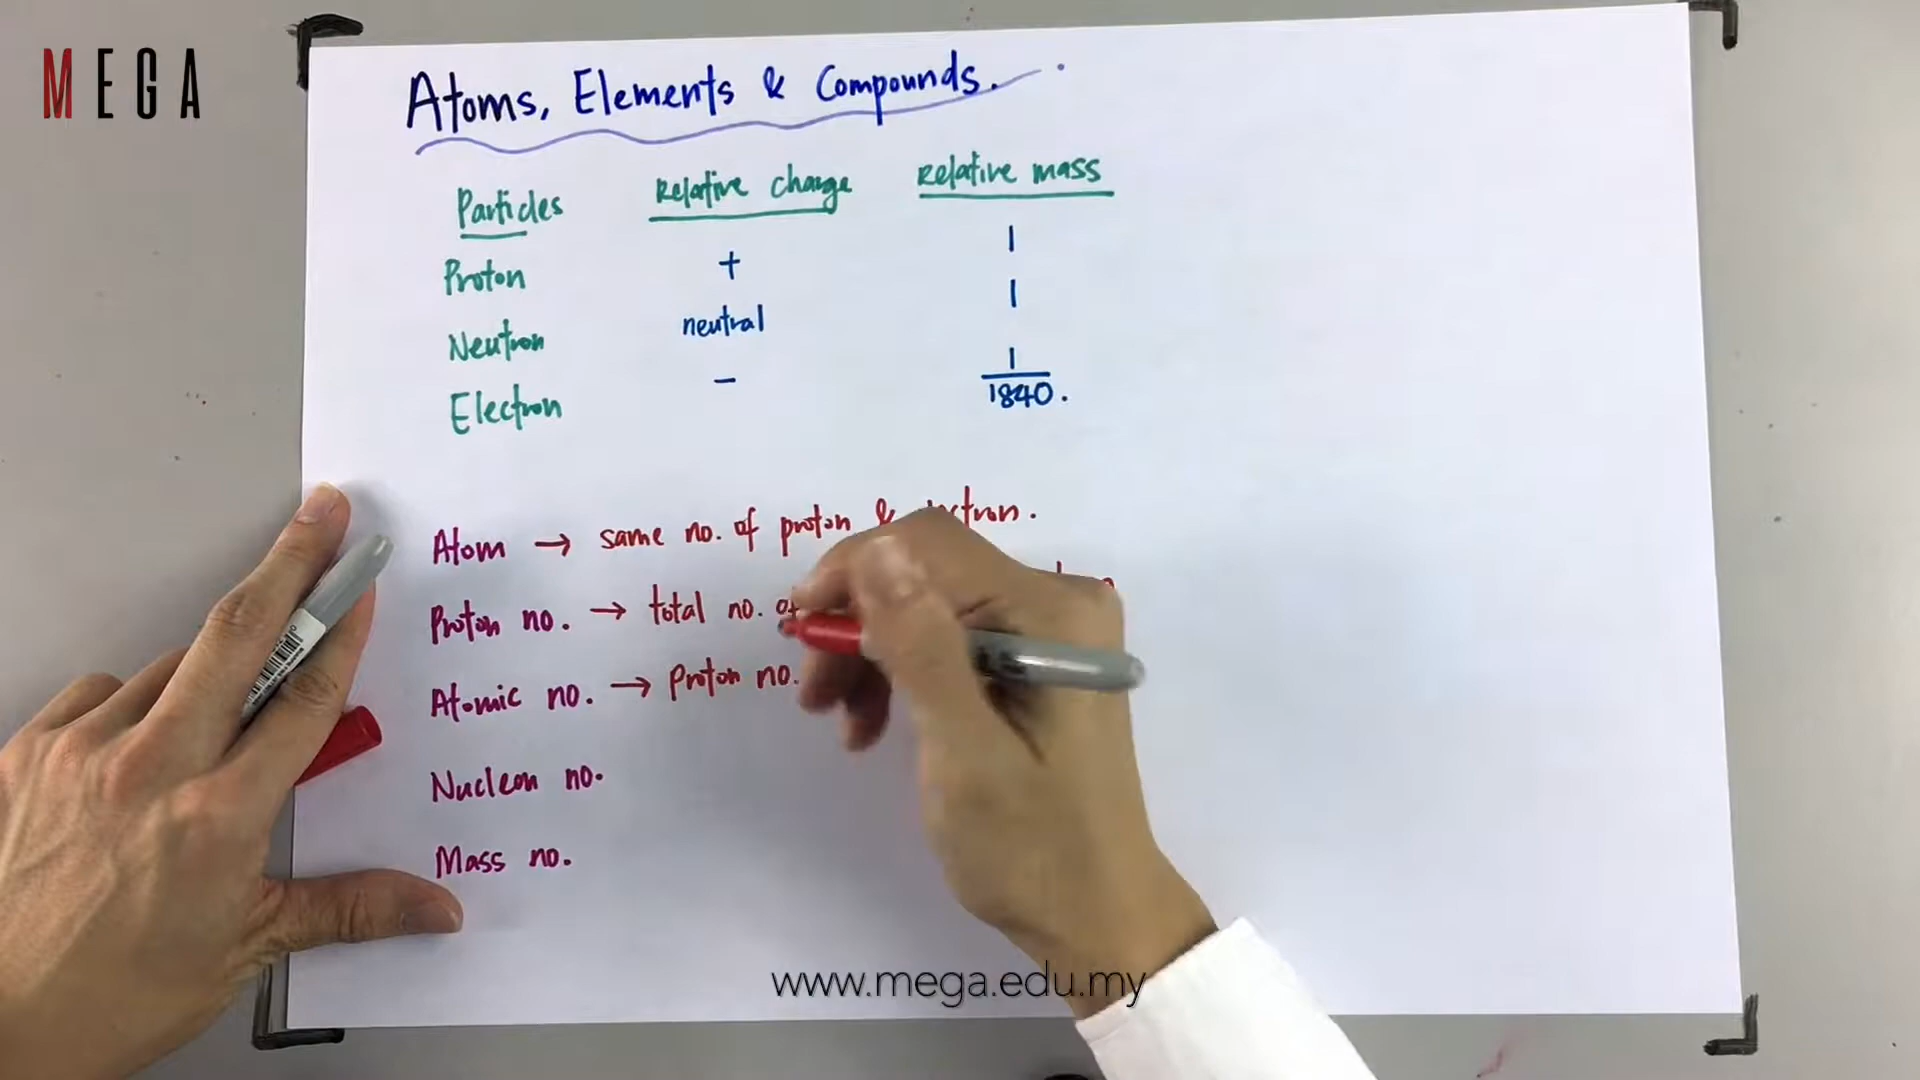 MEGA
Atoms, Elements & Compounds.
Particles Relative charge Relative mass
Proton + 1
Neutron neutral 1
Electron - 1/1840.
Atom → same no. of proton &
Proton no. → total no. of
Atomic no. → Proton no.
Nucleon no.
Mass no.
www.mega.edu.my